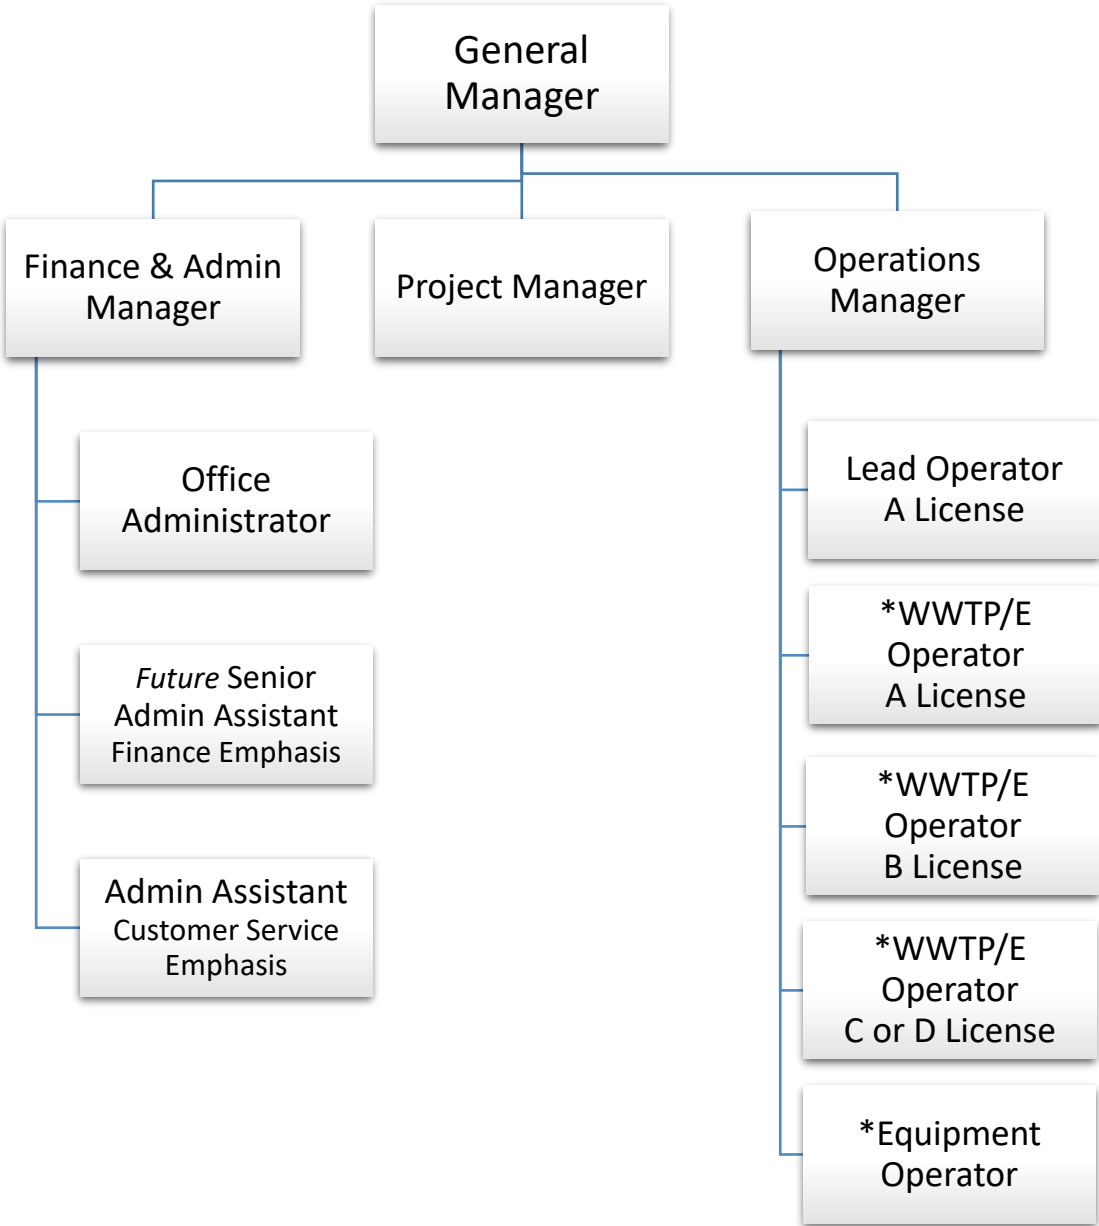 General
Manager
Finance & Admin
Manager
Project Manager
Operations
Manager
Office
Administrator
Future Senior
Admin Assistant
Finance Emphasis
Admin Assistant
Customer Service
Emphasis
Lead Operator
A License
*WWTP/E
Operator
A License
*WWTP/E
Operator
B License
*WWTP/E
Operator
C or D License
*Equipment
Operator